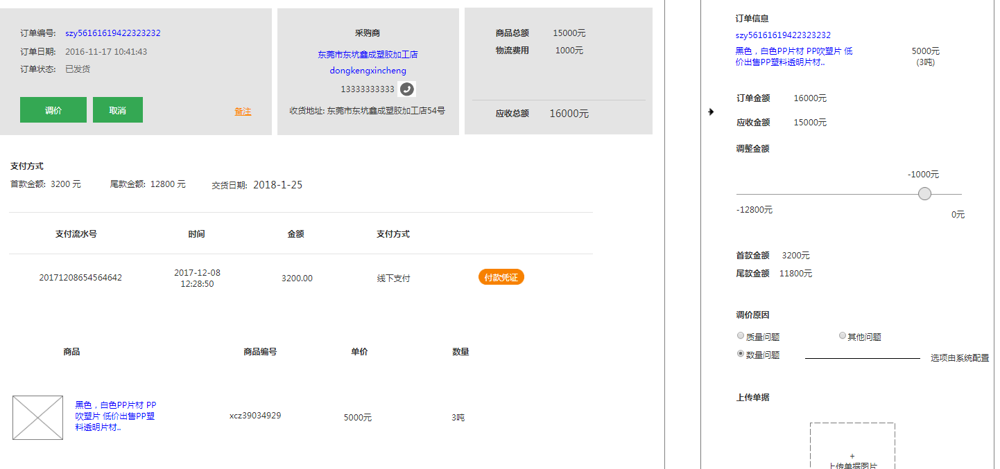 订单编号: szy56161619422323232
订单日期: 2016-11-17 10:41:43
订单状态: 已发货
调价 取消 备注
采购商
东莞市东坑鑫成塑胶加工店
dongkengxincheng
13333333333
收货地址: 东莞市东坑鑫成塑胶加工店54号
商品总额 15000元
物流费用 1000元
应收总额 16000元
支付方式
首款金额: 3200 元 尾款金额: 12800 元 交货日期: 2018-1-25
支付流水号 时间 金额 支付方式
20171208654564642 2017-12-08 12:28:50 3200.00 线下支付 付款凭证
商品 商品编号 单价 数量
黑色，白色PP片材 PP
吹塑片 低价出售PP塑
料透明片材..
xcz39034929 5000元 3吨
订单信息
szy56161619422323232
黑色，白色PP片材 PP吹塑片 低 5000元
价出售PP塑料透明片材.. (3吨)
订单金额 16000元
应收金额 15000元
调整金额
-1000元
-12800元
0元
首款金额 3200元
尾款金额 11800元
调价原因
质量问题 其他问题
数量问题 选项由系统配置
上传单据
+
上传单据图片